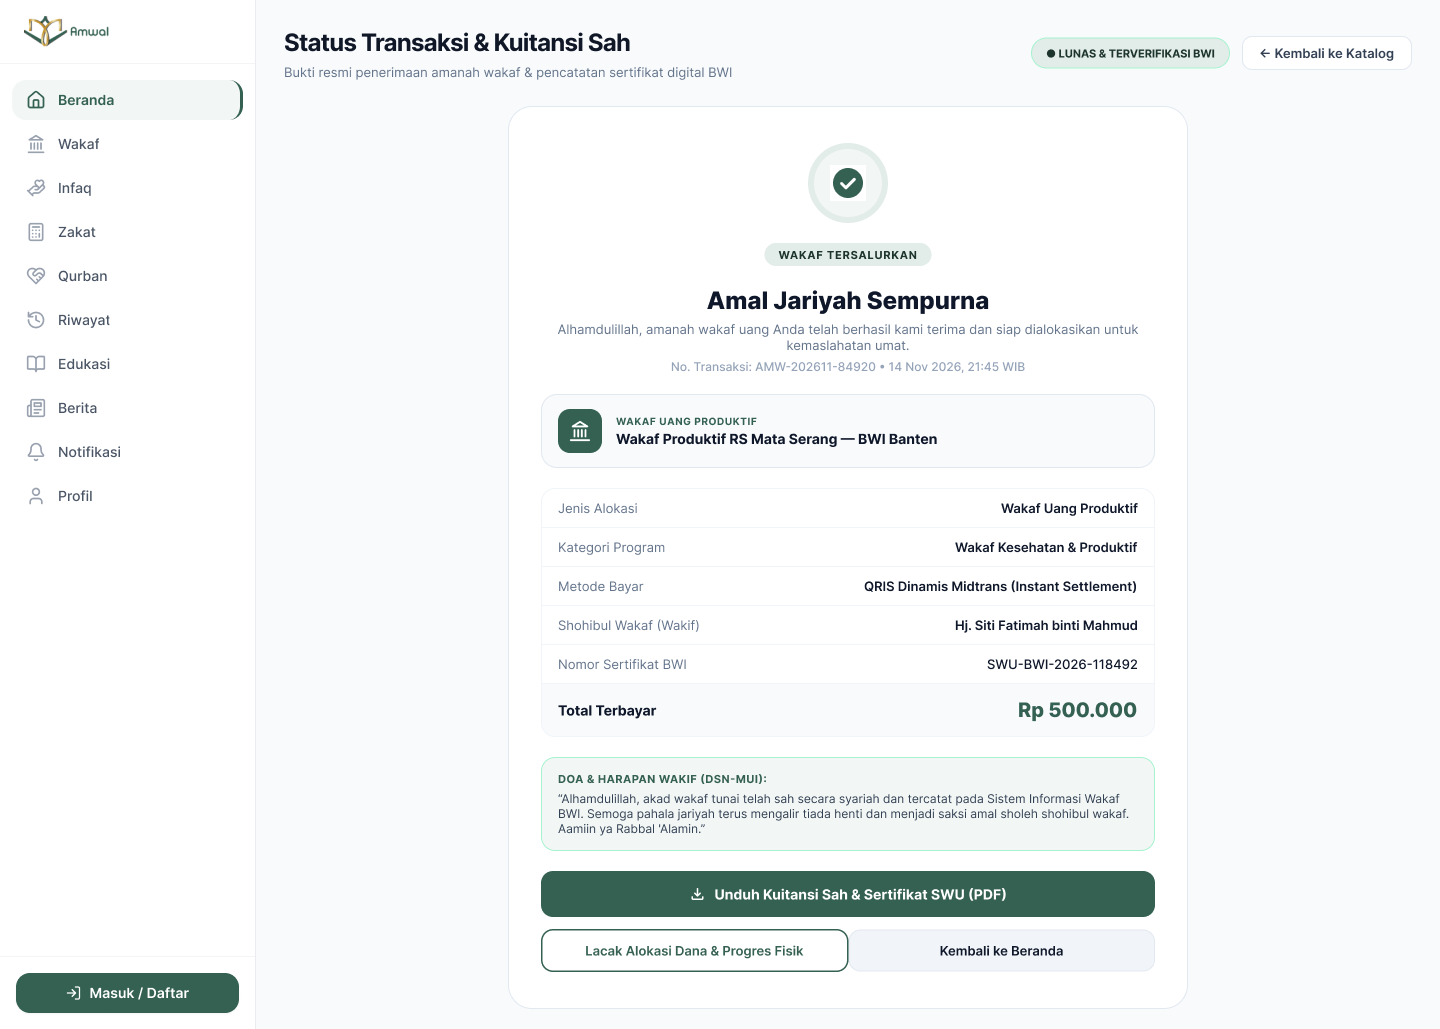 Amwal
Beranda
Wakaf
Infaq
Zakat
Qurban
Riwayat
Edukasi
Berita
Notifikasi
Profil
Masuk / Daftar
Status Transaksi & Kuitansi Sah
Bukti resmi penerimaan amanah wakaf & pencatatan sertifikat digital BWI
● LUNAS & TERVERIFIKASI BWI
← Kembali ke Katalog
WAKAF TERSALURKAN
Amal Jariyah Sempurna
Alhamdulillah, amanah wakaf uang Anda telah berhasil kami terima dan siap dialokasikan untuk
kemaslahatan umat.
No. Transaksi: AMW-202611-84920 • 14 Nov 2026, 21:45 WIB
WAKAF UANG PRODUKTIF
Wakaf Produktif RS Mata Serang — BWI Banten
Jenis Alokasi Wakaf Uang Produktif
Kategori Program Wakaf Kesehatan & Produktif
Metode Bayar QRIS Dinamis Midtrans (Instant Settlement)
Shohibul Wakaf (Wakif) Hj. Siti Fatimah binti Mahmud
Nomor Sertifikat BWI SWU-BWI-2026-118492
Total Terbayar Rp 500.000
DOA & HARAPAN WAKIF (DSN-MUI):
“Alhamdulillah, akad wakaf tunai telah sah secara syariah dan tercatat pada Sistem Informasi Wakaf
BWI. Semoga pahala jariyah terus mengalir tiada henti dan menjadi saksi amal sholeh shohibul wakaf.
Aamiin ya Rabbal 'Alamin.”
Unduh Kuitansi Sah & Sertifikat SWU (PDF)
Lacak Alokasi Dana & Progres Fisik
Kembali ke Beranda